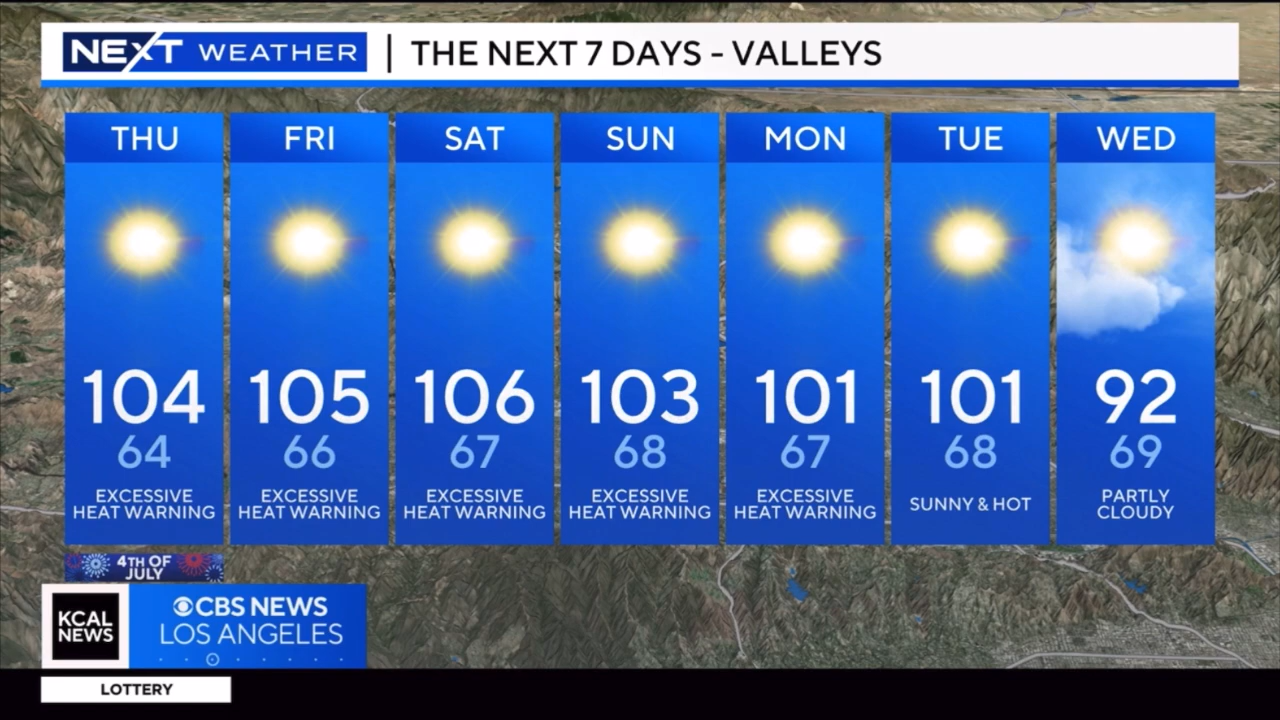 NEXT WEATHER | THE NEXT 7 DAYS - VALLEYS
THU FRI SAT SUN MON TUE WED
104 105 106 103 101 101 92
64 66 67 68 67 68 69
EXCESSIVE EXCESSIVE EXCESSIVE EXCESSIVE EXCESSIVE SUNNY & HOT PARTLY
HEAT WARNING HEAT WARNING HEAT WARNING HEAT WARNING HEAT WARNING CLOUDY
4TH OF
JULY
KCAL
NEWS
CBS NEWS
LOS ANGELES
LOTTERY